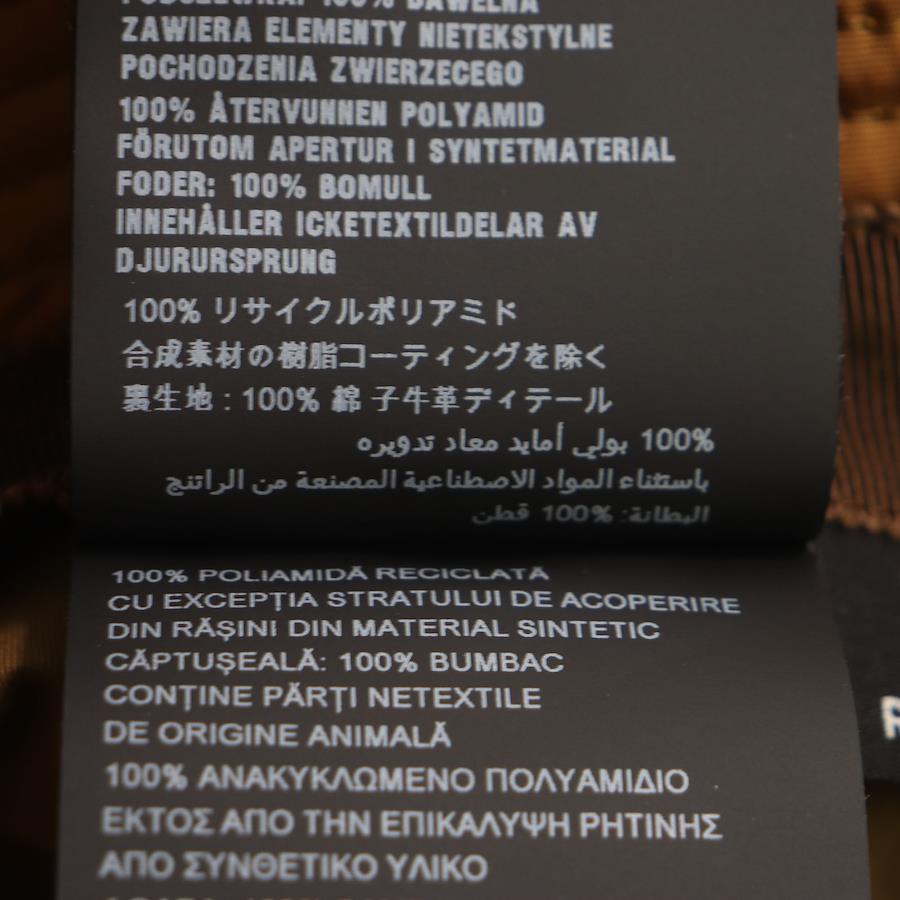 100% BAWEŁNA
ZAWIERA ELEMENTY NIETEKSTYLNE
POCHODZENIA ZWIERZECEGO
100% ÅTERVUNNEN POLYAMID
FÖRUTOM APERTUR I SYNTETMATERIAL
FODER: 100% BOMULL
INNEHÅLLER ICKETEXTILDELAR AV
DJURURSPRUNG
100% リサイクルポリアミド
合成素材の樹脂コーティングを除く
裏生地 : 100% 綿 子牛革ディテール
100% بولي أمايد معاد تدويره
باستثناء المواد الاصطناعية المصنعة من الراتنج
البطانة: 100% قطن
100% POLIAMIDĂ RECICLATĂ
CU EXCEPȚIA STRATULUI DE ACOPERIRE
DIN RĂȘINI DIN MATERIAL SINTETIC
CĂPTUȘEALĂ: 100% BUMBAC
CONȚINE PĂRȚI NETEXTILE
DE ORIGINE ANIMALĂ
100% ΑΝΑΚΥΚΛΩΜΕΝΟ ΠΟΛΥΑΜΙΔΙΟ
ΕΚΤΟΣ ΑΠΟ ΤΗΝ ΕΠΙΚΑΛΥΨΗ ΡΗΤΙΝΗΣ
ΑΠΟ ΣΥΝΘΕΤΙΚΟ ΥΛΙΚΟ